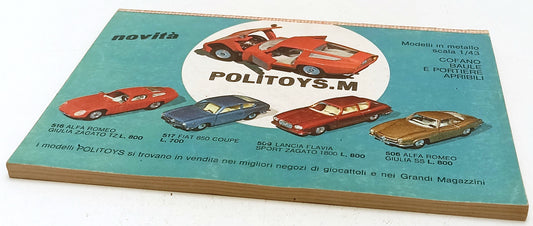 novità
Modelli in metallo
scala 1/43
COFANO
BAULE
E PORTIERE
APRIBILI
POLITOYS.M
516 ALFA ROMEO
GIULIA ZAGATO TZ L. 800
517 FIAT 850 COUPE
L. 700
509 LANCIA FLAVIA
SPORT ZAGATO 1800 L. 800
506 ALFA ROMEO
GIULIA SS L. 800
i modelli POLITOYS si trovano in vendita nei migliori negozi di giocattoli e nei Grandi Magazzini